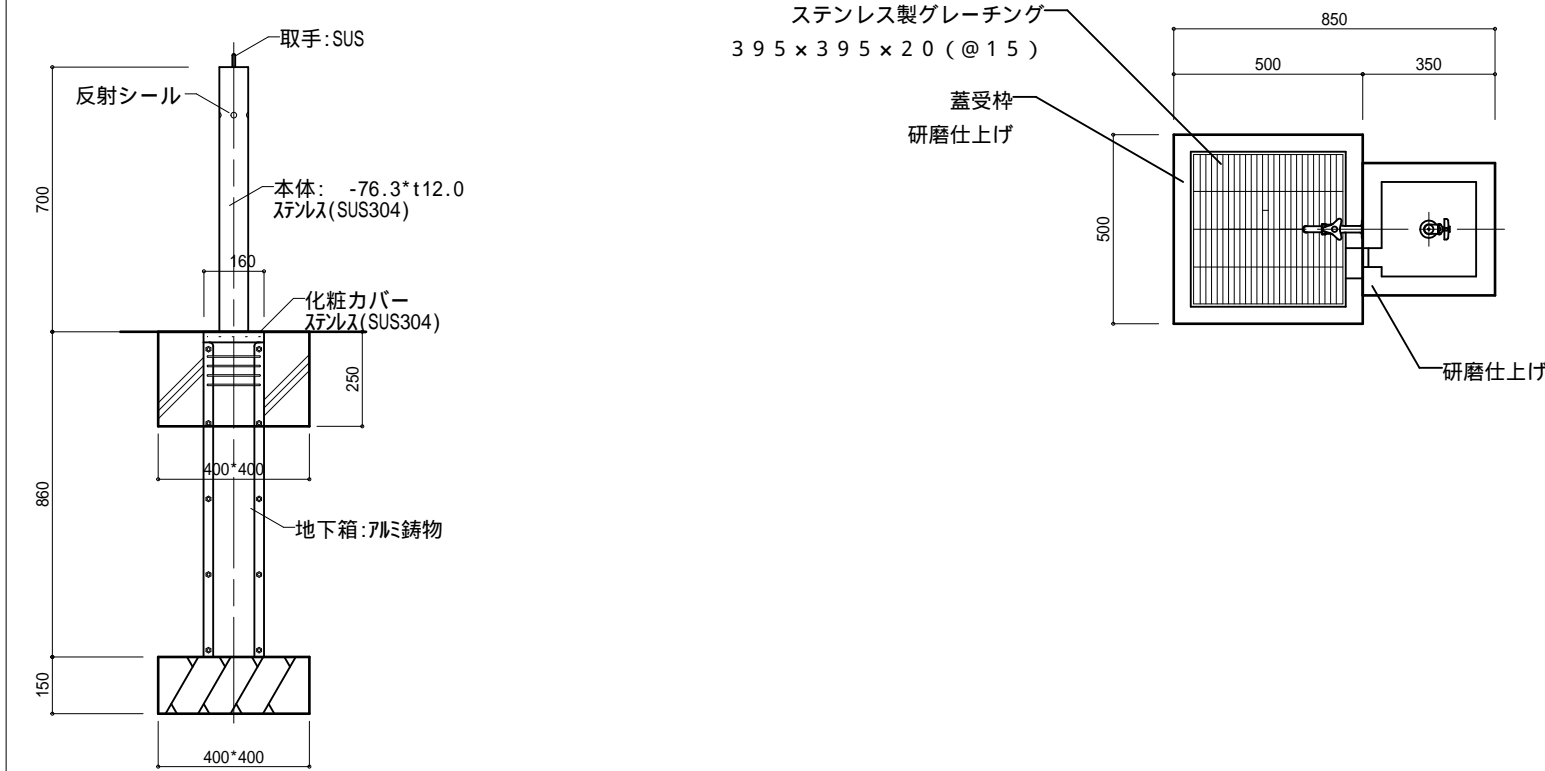 取手:SUS
反射シール
700
本体: -76.3*t12.0
ステンレス(SUS304)
160
化粧カバー
ステンレス(SUS304)
250
400*400
860
地下箱:アルミ鋳物
150
400*400
ステンレス製グレーチング
395×395×20(@15)
蓋受枠
研磨仕上げ
850
500
350
500
研磨仕上げ